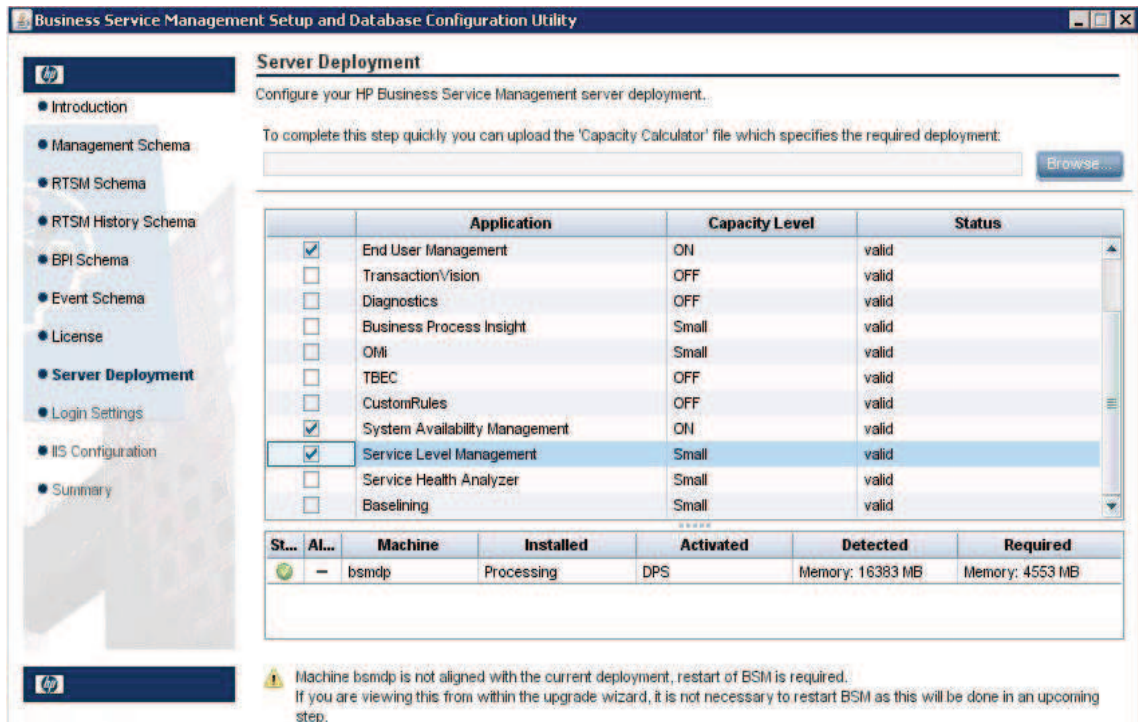 Business Service Management Setup and Database Configuration Utility
hp
Introduction
Management Schema
RTSM Schema
RTSM History Schema
BPI Schema
Event Schema
License
Server Deployment
Login Settings
IIS Configuration
Summary
hp
Server Deployment
Configure your HP Business Service Management server deployment.
To complete this step quickly you can upload the 'Capacity Calculator' file which specifies the required deployment:
Browse...
Application Capacity Level Status
End User Management ON valid
TransactionVision OFF valid
Diagnostics OFF valid
Business Process Insight Small valid
OMi Small valid
TBEC OFF valid
CustomRules OFF valid
System Availability Management ON valid
Service Level Management Small valid
Service Health Analyzer Small valid
Baselining Small valid
St... Al... Machine Installed Activated Detected Required
bsmdp Processing DPS Memory: 16383 MB Memory: 4553 MB
Machine bsmdp is not aligned with the current deployment, restart of BSM is required.
If you are viewing this from within the upgrade wizard, it is not necessary to restart BSM as this will be done in an upcoming
step.